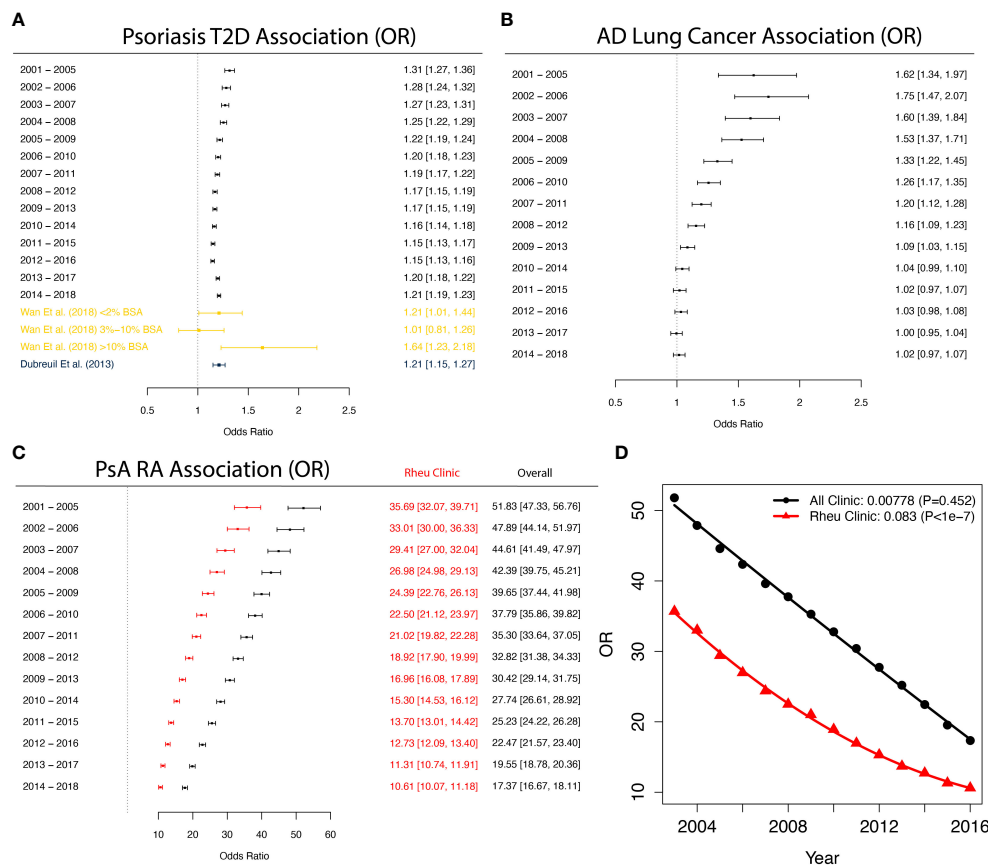 A
Psoriasis T2D Association (OR)
2001 – 2005 1.31 [1.27, 1.36]
2002 – 2006 1.28 [1.24, 1.32]
2003 – 2007 1.27 [1.23, 1.31]
2004 – 2008 1.25 [1.22, 1.29]
2005 – 2009 1.22 [1.19, 1.24]
2006 – 2010 1.20 [1.18, 1.23]
2007 – 2011 1.19 [1.17, 1.22]
2008 – 2012 1.17 [1.15, 1.19]
2009 – 2013 1.17 [1.15, 1.19]
2010 – 2014 1.16 [1.14, 1.18]
2011 – 2015 1.15 [1.13, 1.17]
2012 – 2016 1.15 [1.13, 1.16]
2013 – 2017 1.20 [1.18, 1.22]
2014 – 2018 1.21 [1.19, 1.23]
Wan Et al. (2018) <2% BSA 1.21 [1.01, 1.44]
Wan Et al. (2018) 3%–10% BSA 1.01 [0.81, 1.26]
Wan Et al. (2018) >10% BSA 1.64 [1.23, 2.18]
Dubreuil Et al. (2013) 1.21 [1.15, 1.27]
0.5 1 1.5 2 2.5
Odds Ratio
B
AD Lung Cancer Association (OR)
2001 – 2005 1.62 [1.34, 1.97]
2002 – 2006 1.75 [1.47, 2.07]
2003 – 2007 1.60 [1.39, 1.84]
2004 – 2008 1.53 [1.37, 1.71]
2005 – 2009 1.33 [1.22, 1.45]
2006 – 2010 1.26 [1.17, 1.35]
2007 – 2011 1.20 [1.12, 1.28]
2008 – 2012 1.16 [1.09, 1.23]
2009 – 2013 1.09 [1.03, 1.15]
2010 – 2014 1.04 [0.99, 1.10]
2011 – 2015 1.02 [0.97, 1.07]
2012 – 2016 1.03 [0.98, 1.08]
2013 – 2017 1.00 [0.95, 1.04]
2014 – 2018 1.02 [0.97, 1.07]
0.5 1 1.5 2 2.5
Odds Ratio
C
PsA RA Association (OR) Rheu Clinic Overall
2001 – 2005 35.69 [32.07, 39.71] 51.83 [47.33, 56.76]
2002 – 2006 33.01 [30.00, 36.33] 47.89 [44.14, 51.97]
2003 – 2007 29.41 [27.00, 32.04] 44.61 [41.49, 47.97]
2004 – 2008 26.98 [24.98, 29.13] 42.39 [39.75, 45.21]
2005 – 2009 24.39 [22.76, 26.13] 39.65 [37.44, 41.98]
2006 – 2010 22.50 [21.12, 23.97] 37.79 [35.86, 39.82]
2007 – 2011 21.02 [19.82, 22.28] 35.30 [33.64, 37.05]
2008 – 2012 18.92 [17.90, 19.99] 32.82 [31.38, 34.33]
2009 – 2013 16.96 [16.08, 17.89] 30.42 [29.14, 31.75]
2010 – 2014 15.30 [14.53, 16.12] 27.74 [26.61, 28.92]
2011 – 2015 13.70 [13.01, 14.42] 25.23 [24.22, 26.28]
2012 – 2016 12.73 [12.09, 13.40] 22.47 [21.57, 23.40]
2013 – 2017 11.31 [10.74, 11.91] 19.55 [18.78, 20.36]
2014 – 2018 10.61 [10.07, 11.18] 17.37 [16.67, 18.11]
10 20 30 40 50 60
Odds Ratio
D
All Clinic: 0.00778 (P=0.452)
Rheu Clinic: 0.083 (P<1e−7)
50
40
30
20
10
OR
2004 2008 2012 2016
Year